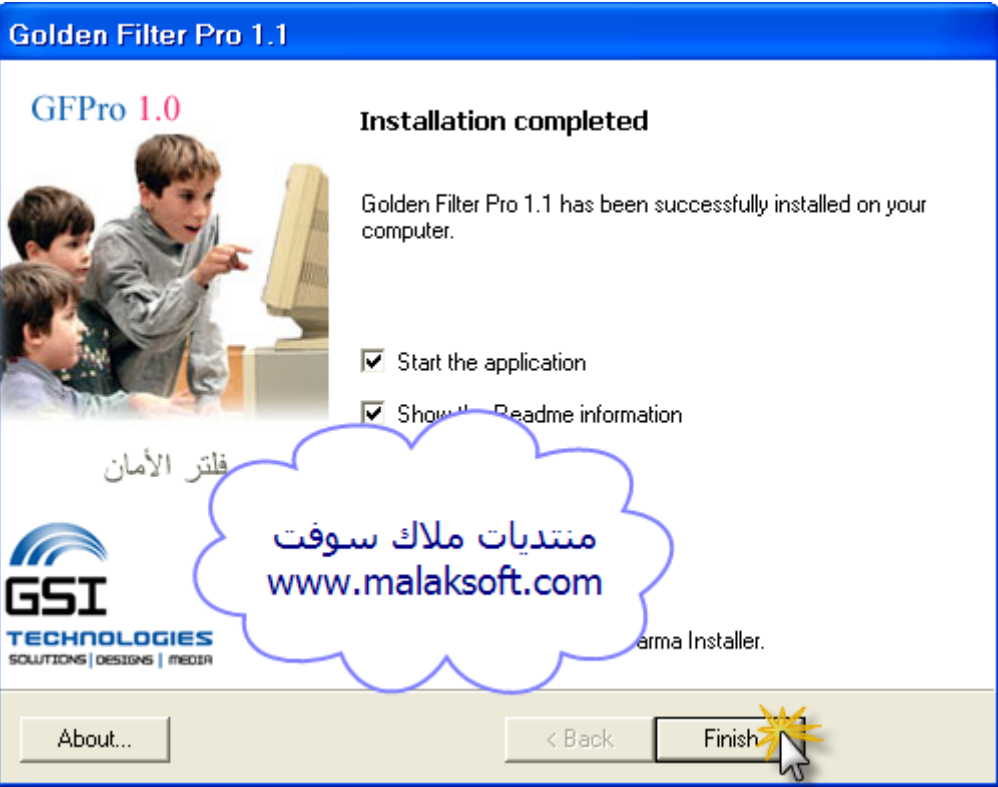 Golden Filter Pro 1.1
GFPro 1.0
Installation completed
Golden Filter Pro 1.1 has been successfully installed on your
computer.
Start the application
Show the Readme information
فلتر الأمان
منتديات ملاك سوفت
www.malaksoft.com
GSI
TECHNOLOGIES
SOLUTIONS | DESIGNS | MEDIA
Installer.
About...
< Back
Finish